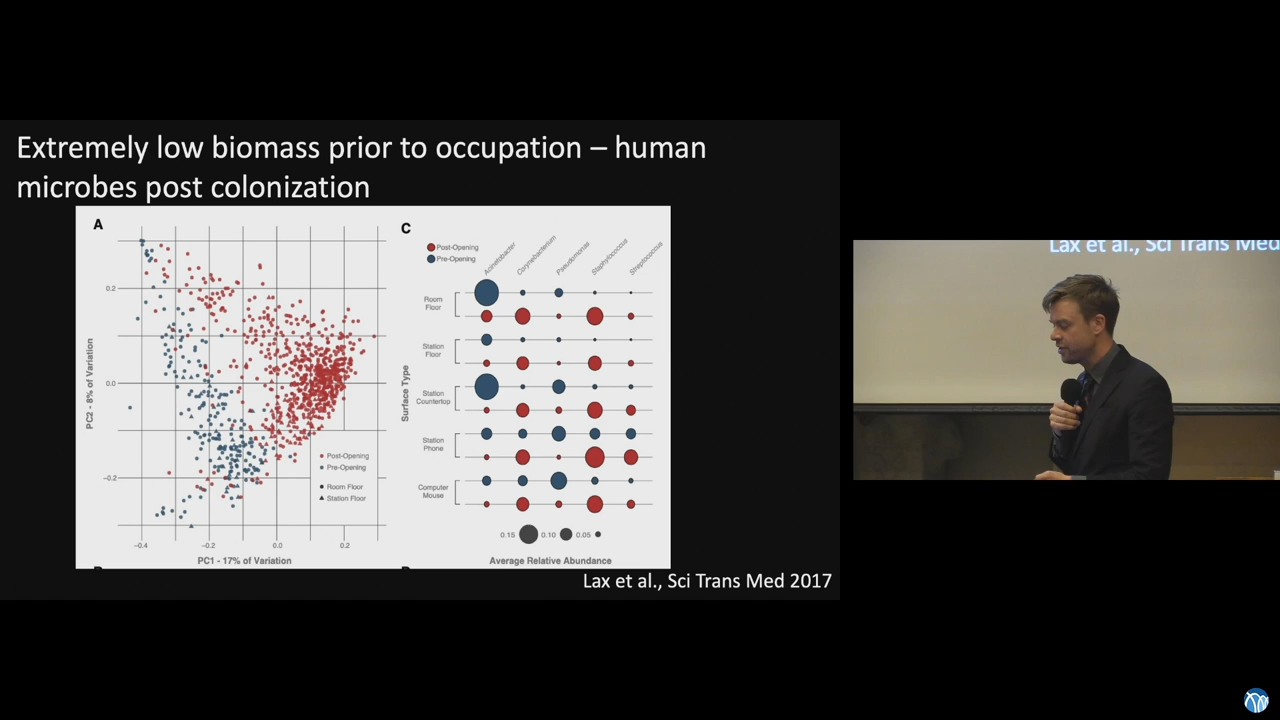 Extremely low biomass prior to occupation – human
microbes post colonization
A
0.2
0.0
-0.2
PC2 - 8% of Variation
-0.4
-0.2
0.0
0.2
PC1 - 17% of Variation
Post-Opening
Pre-Opening
Room Floor
Station Floor
C
Post-Opening
Pre-Opening
Acinetobacter
Corynebacterium
Pseudomonas
Staphylococcus
Streptococcus
Surface Type
Room
Floor
Station
Floor
Station
Countertop
Station
Phone
Computer
Mouse
0.15
0.10
0.05
Average Relative Abundance
Lax et al., Sci Trans Med 2017
Lax et al., Sci Trans Med